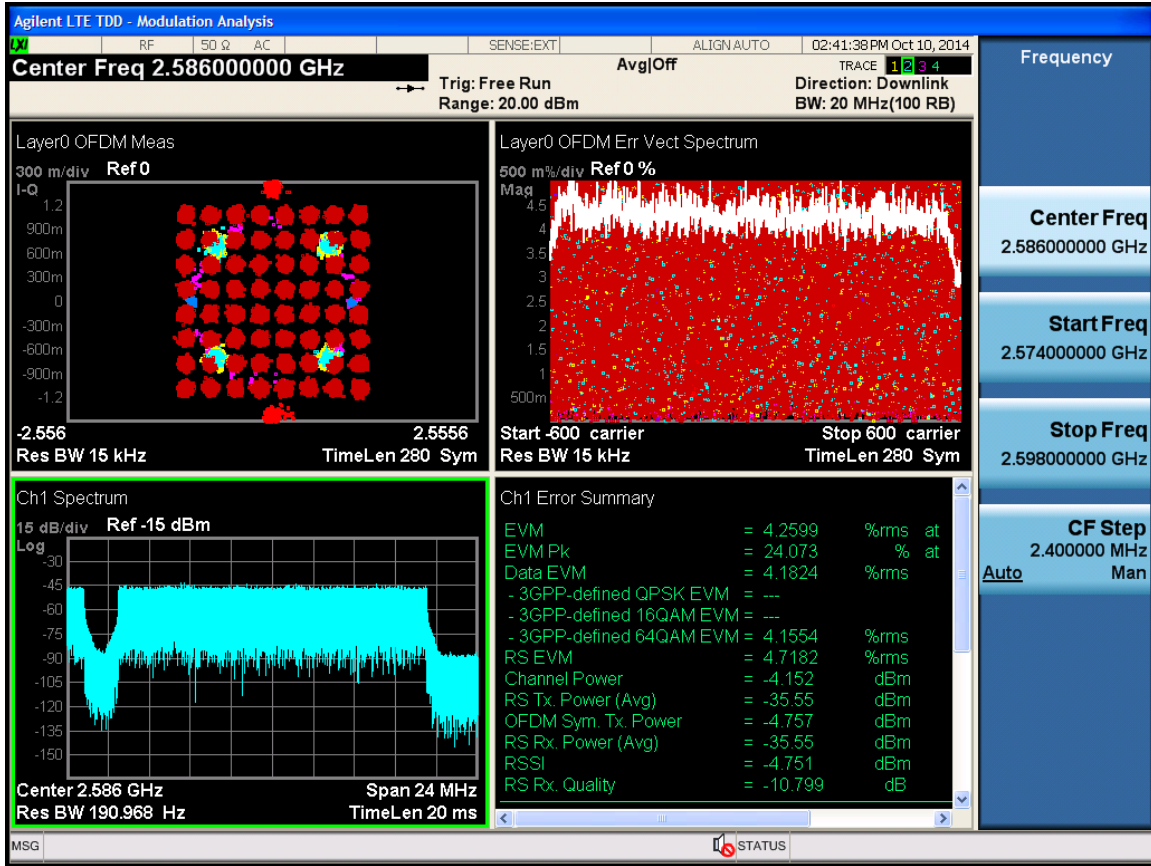 Agilent LTE TDD - Modulation Analysis
LXI RF 50 Ω AC SENSE:EXT ALIGN AUTO 02:41:38 PM Oct 10, 2014
Center Freq 2.586000000 GHz
Avg|Off
TRACE 1 2 3 4
Trig: Free Run
Direction: Downlink
Range: 20.00 dBm
BW: 20 MHz(100 RB)
Layer0 OFDM Meas
300 m/div Ref 0
I-Q
1.2
900m
600m
300m
0
-300m
-600m
-900m
-1.2
-2.556 2.5556
Res BW 15 kHz TimeLen 280 Sym
Layer0 OFDM Err Vect Spectrum
500 m%/div Ref 0 %
Mag
4.5
4
3.5
3
2.5
2
1.5
1
500m
Start -600 carrier Stop 600 carrier
Res BW 15 kHz TimeLen 280 Sym
Ch1 Spectrum
15 dB/div Ref -15 dBm
Log
-30
-45
-60
-75
-90
-105
-120
-135
-150
Center 2.586 GHz Span 24 MHz
Res BW 190.968 Hz TimeLen 20 ms
Ch1 Error Summary
EVM = 4.2599 %rms at
EVM Pk = 24.073 % at
Data EVM = 4.1824 %rms
- 3GPP-defined QPSK EVM = ---
- 3GPP-defined 16QAM EVM = ---
- 3GPP-defined 64QAM EVM = 4.1554 %rms
RS EVM = 4.7182 %rms
Channel Power = -4.152 dBm
RS Tx. Power (Avg) = -35.55 dBm
OFDM Sym. Tx. Power = -4.757 dBm
RS Rx. Power (Avg) = -35.55 dBm
RSSI = -4.751 dBm
RS Rx. Quality = -10.799 dB
Frequency
Center Freq
2.586000000 GHz
Start Freq
2.574000000 GHz
Stop Freq
2.598000000 GHz
CF Step
2.400000 MHz
Auto Man
MSG STATUS